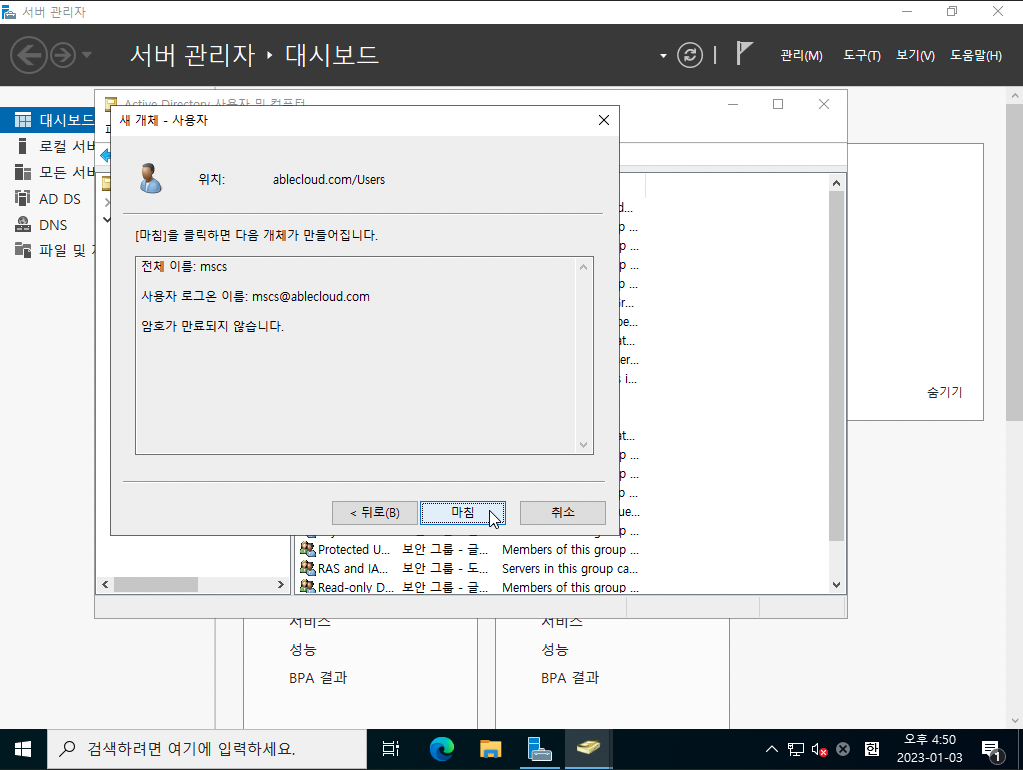 서버 관리자
서버 관리자 ‣ 대시보드
관리(M) 도구(T) 보기(V) 도움말(H)
Active Directory 사용자 및 컴퓨터
새 개체 - 사용자
대시보드
로컬 서버
모든 서버
AD DS
DNS
파일 및
위치: ablecloud.com/Users
[마침]을 클릭하면 다음 개체가 만들어집니다.
전체 이름: mscs
사용자 로그온 이름: mscs@ablecloud.com
암호가 만료되지 않습니다.
숨기기
< 뒤로(B) 마침 취소
Protected U... 보안 그룹 - 글... Members of this group ...
RAS and IA... 보안 그룹 - 도... Servers in this group ca...
Read-only D... 보안 그룹 - 글... Members of this group ...
서비스 서비스
성능 성능
BPA 결과 BPA 결과
검색하려면 여기에 입력하세요.
한
오후 4:50
2023-01-03
1